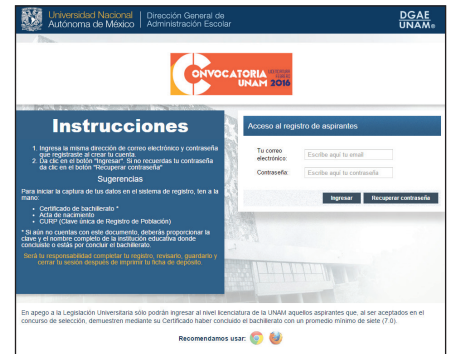 Universidad Nacional
Autónoma de México
Dirección General de
Administración Escolar
DGAE
UNAM
CONVOCATORIA
UNAM 2016
Instrucciones
1. Ingresa la misma dirección de correo electrónico y contraseña
que registraste al crear tu cuenta.
2. Da clic en el botón "Ingresar". Si no recuerdas tu contraseña
da clic en el botón "Recuperar contraseña"
Sugerencias
Para iniciar la captura de tus datos en el sistema de registro, ten a la
mano:
• Certificado de bachillerato *
• Acta de nacimiento
• CURP (Clave única de Registro de Población)
* Si aún no cuentas con este documento, deberás proporcionar la
clave y el nombre completo de la institución educativa donde
concluiste o estás por concluir el bachillerato.
Será tu responsabilidad completar tu registro, revisarlo, guardarlo y
cerrar tu sesión después de imprimir tu ficha de depósito.
Acceso al registro de aspirantes
Tu correo
electrónico:
Escribe aquí tu email
Contraseña:
Escribe aquí tu contraseña
Ingresar
Recuperar contraseña
En apego a la Legislación Universitaria sólo podrán ingresar al nivel licenciatura de la UNAM aquellos aspirantes que, al ser aceptados en el
concurso de selección, demuestren mediante su Certificado haber concluido el bachillerato con un promedio mínimo de siete (7.0).
Recomendamos usar: